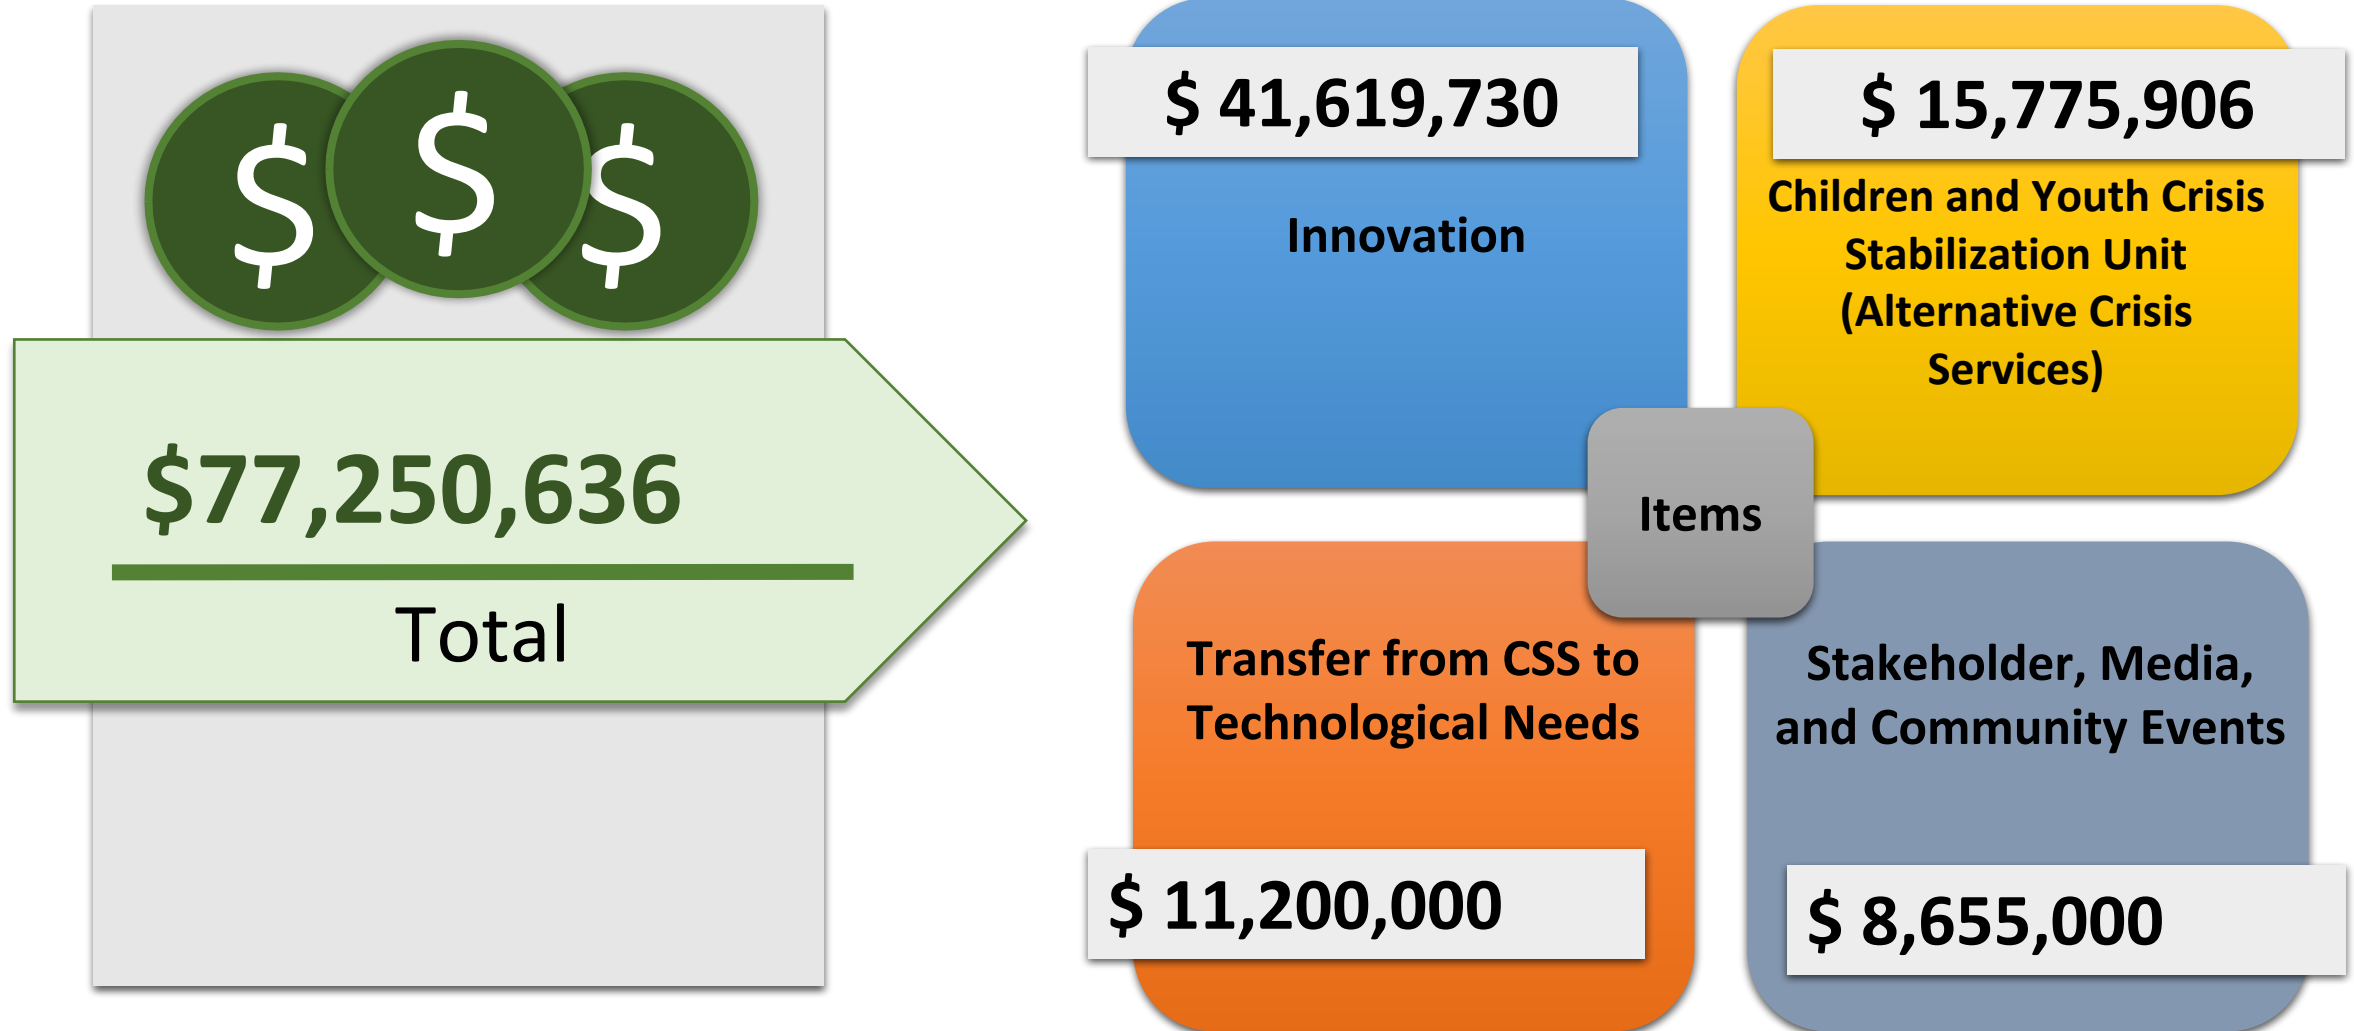 $ $ $
$77,250,636
Total
$ 41,619,730
Innovation
$ 15,775,906
Children and Youth Crisis
Stabilization Unit
(Alternative Crisis
Services)
Items
Transfer from CSS to
Technological Needs
$ 11,200,000
Stakeholder, Media,
and Community Events
$ 8,655,000